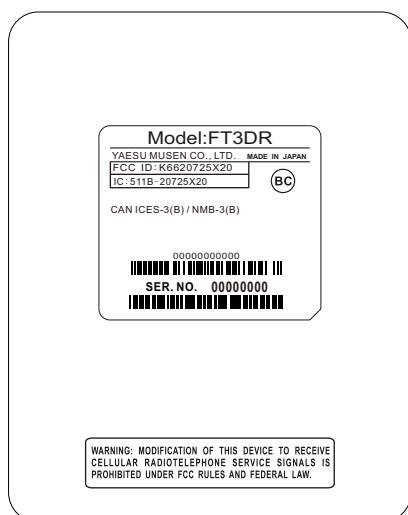 Model:FT3DR
YAESU MUSEN CO., LTD. MADE IN JAPAN
FCC ID:K6620725X20
IC:511B-20725X20
BC
CAN ICES-3(B) / NMB-3(B)
00000000000
SER. NO. 00000000
WARNING: MODIFICATION OF THIS DEVICE TO RECEIVE
CELLULAR RADIOTELEPHONE SERVICE SIGNALS IS
PROHIBITED UNDER FCC RULES AND FEDERAL LAW.